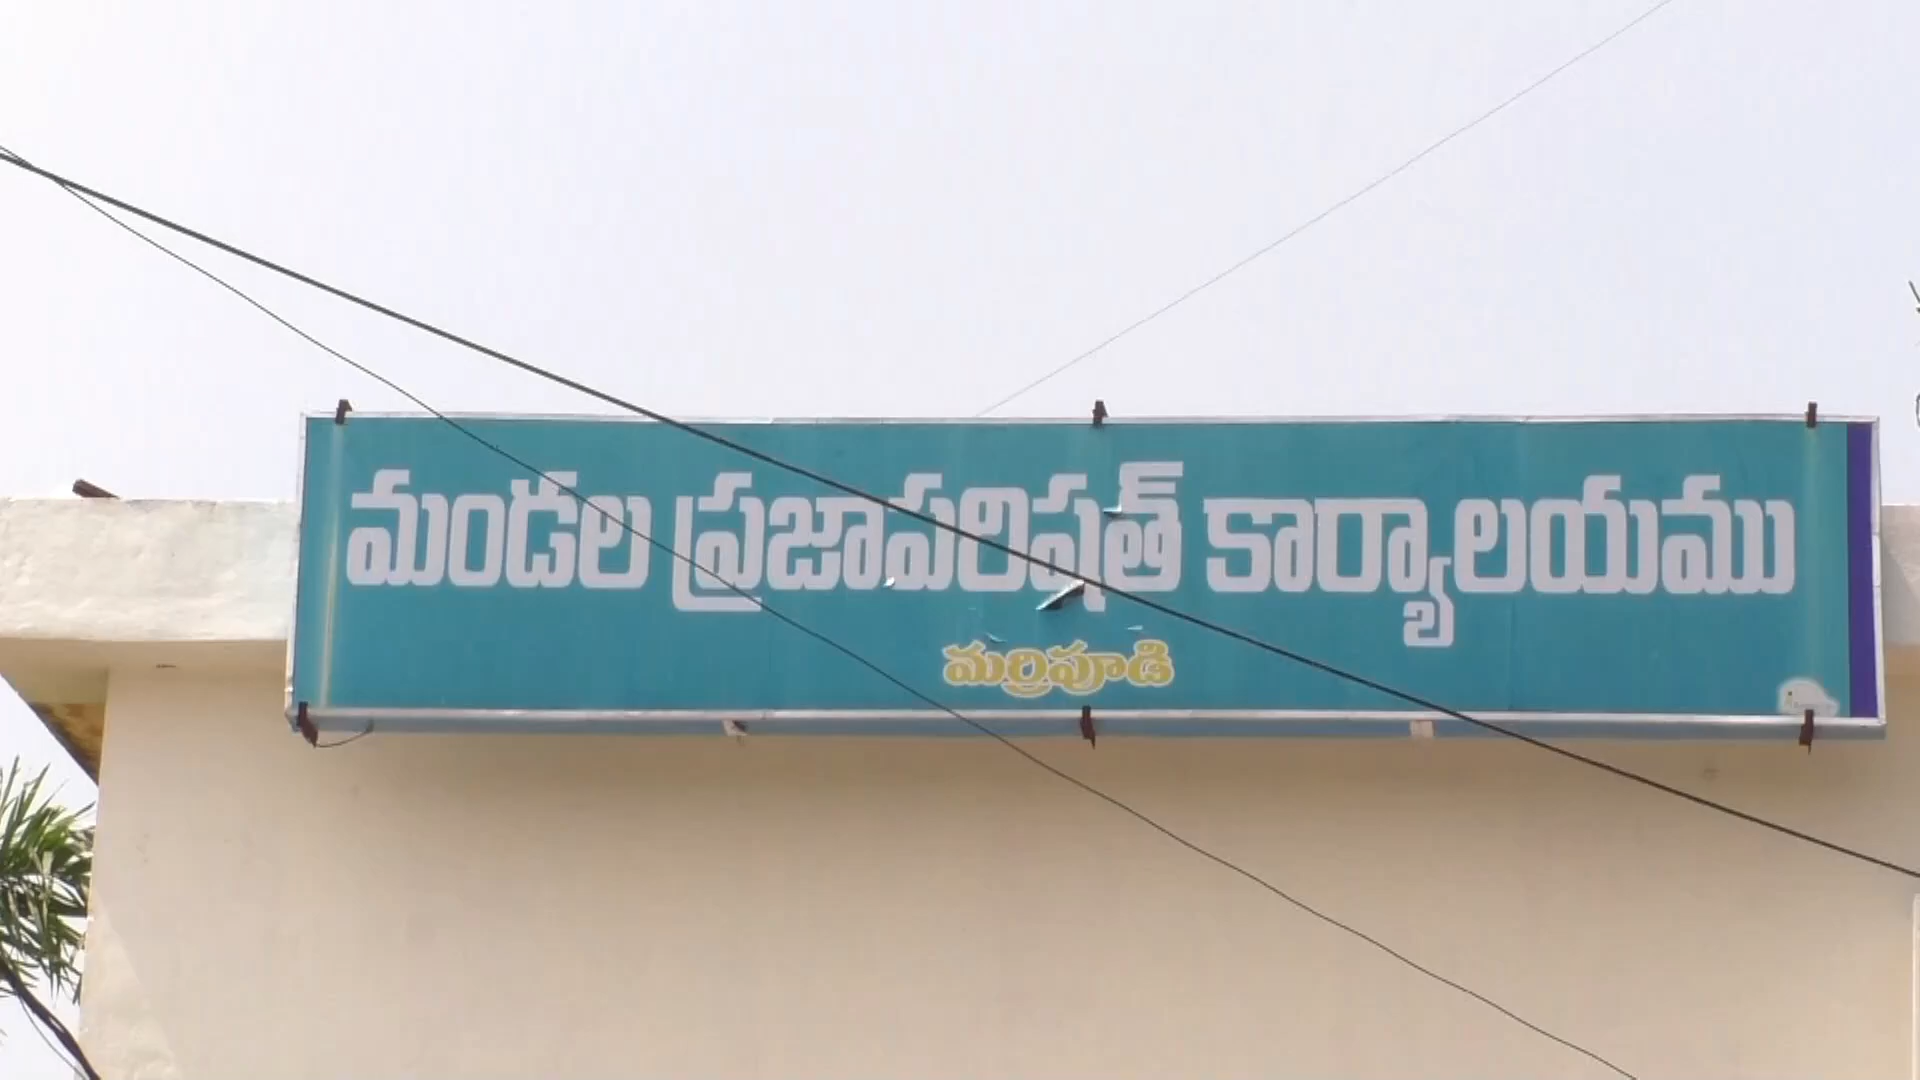 మండల ప్రజాపరిషత్ కార్యాలయము
మర్రిపూడి